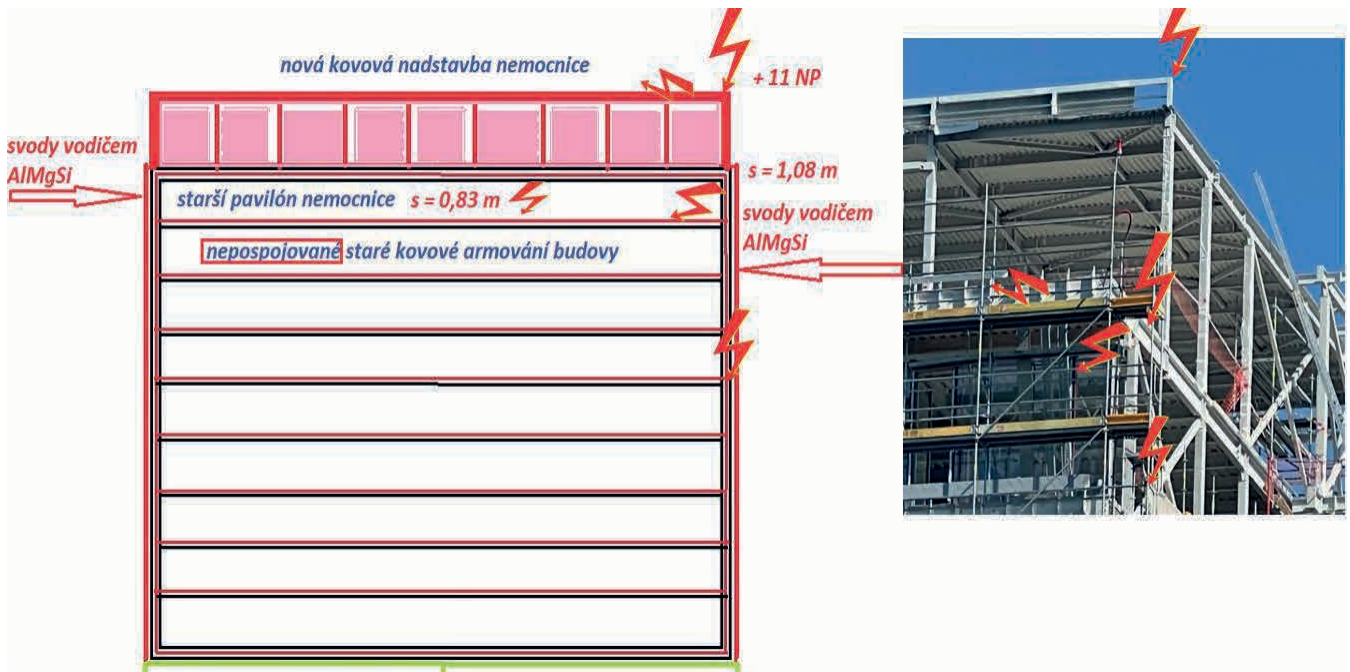 nová kovová nadstavba nemocnice
+ 11 NP
svody vodičem
AlMgSi
s = 1,08 m
starší pavilón nemocnice s = 0,83 m
svody vodičem
AlMgSi
nepospojované staré kovové armování budovy